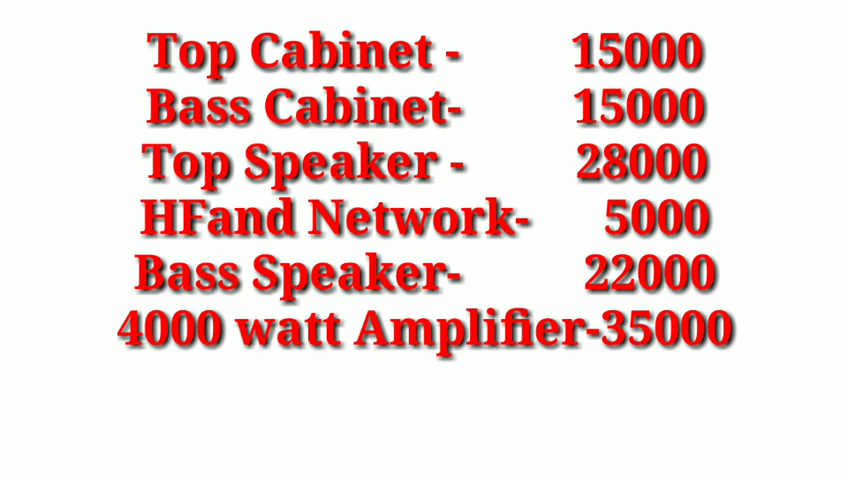 Top Cabinet - 15000
Bass Cabinet- 15000
Top Speaker - 28000
HFand Network- 5000
Bass Speaker- 22000
4000 watt Amplifier-35000